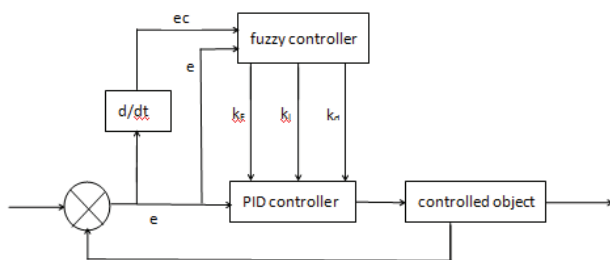 ec
fuzzy controller
e
d/dt
kp
ki
kd
e
PID controller
controlled object